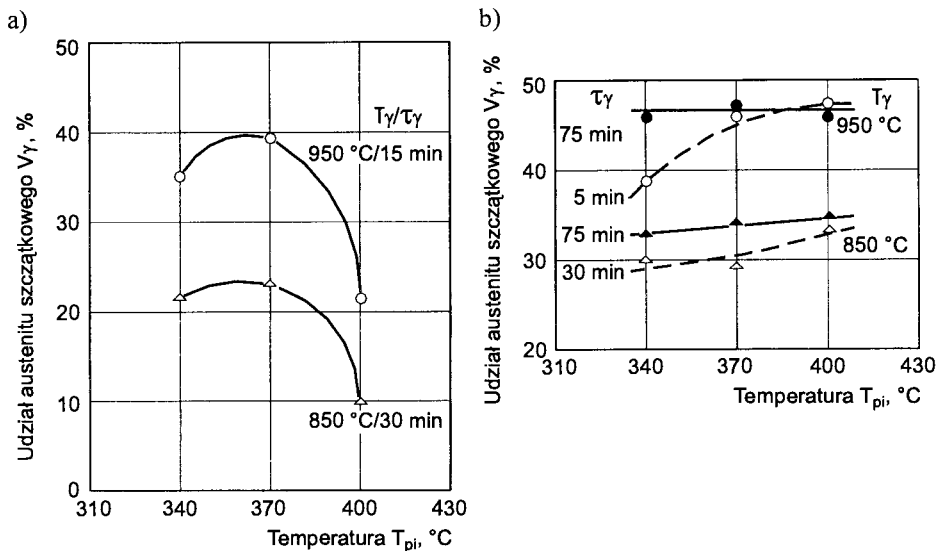 a)
Udział austenitu szczątkowego Vγ, %
50
40
30
20
10
0
Tγ/τγ
950 °C/15 min
850 °C/30 min
310 340 370 400 430
Temperatura Tpi, °C
b)
Udział austenitu szczątkowego Vγ, %
50
40
30
20
τγ
75 min
5 min
75 min
30 min
Tγ
950 °C
850 °C
310 340 370 400 430
Temperatura Tpi, °C